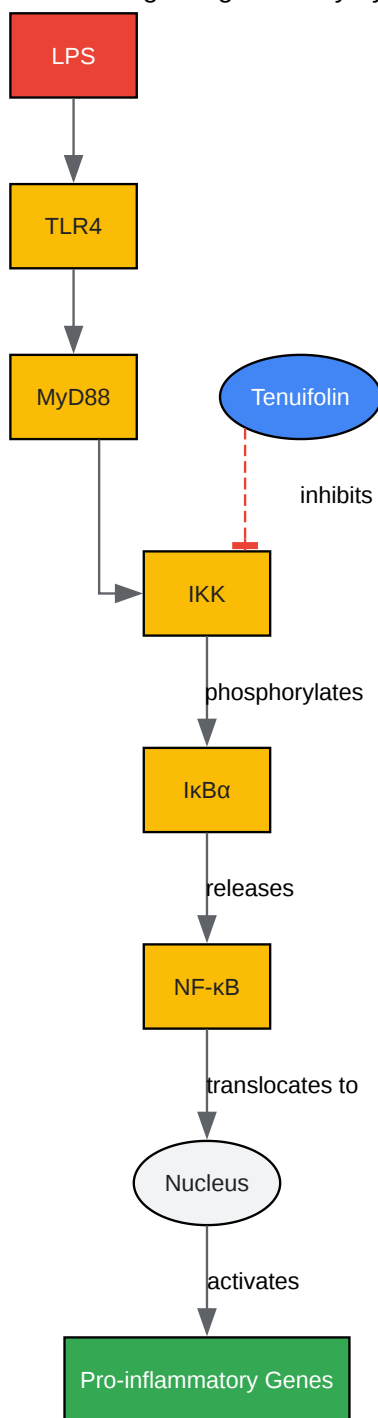 LPS
TLR4
MyD88
Tenuifolin
inhibits
IKK
phosphorylates
IκBα
releases
NF-κB
translocates to
Nucleus
activates
Pro-inflammatory Genes